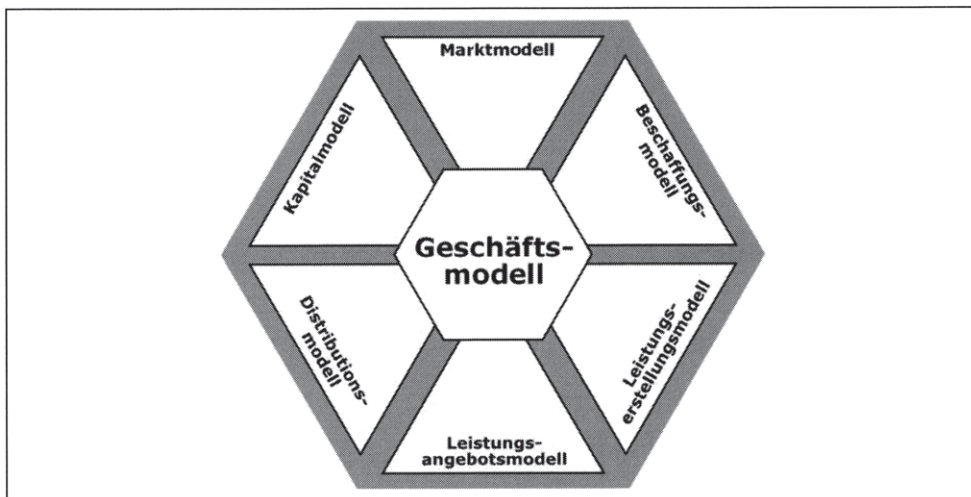 Marktmodell
Beschaffungs-
modell
Leistungs-
erstellungsmodell
Leistungs-
angebotsmodell
Distributions-
modell
Kapitalmodell
Geschäfts-
modell